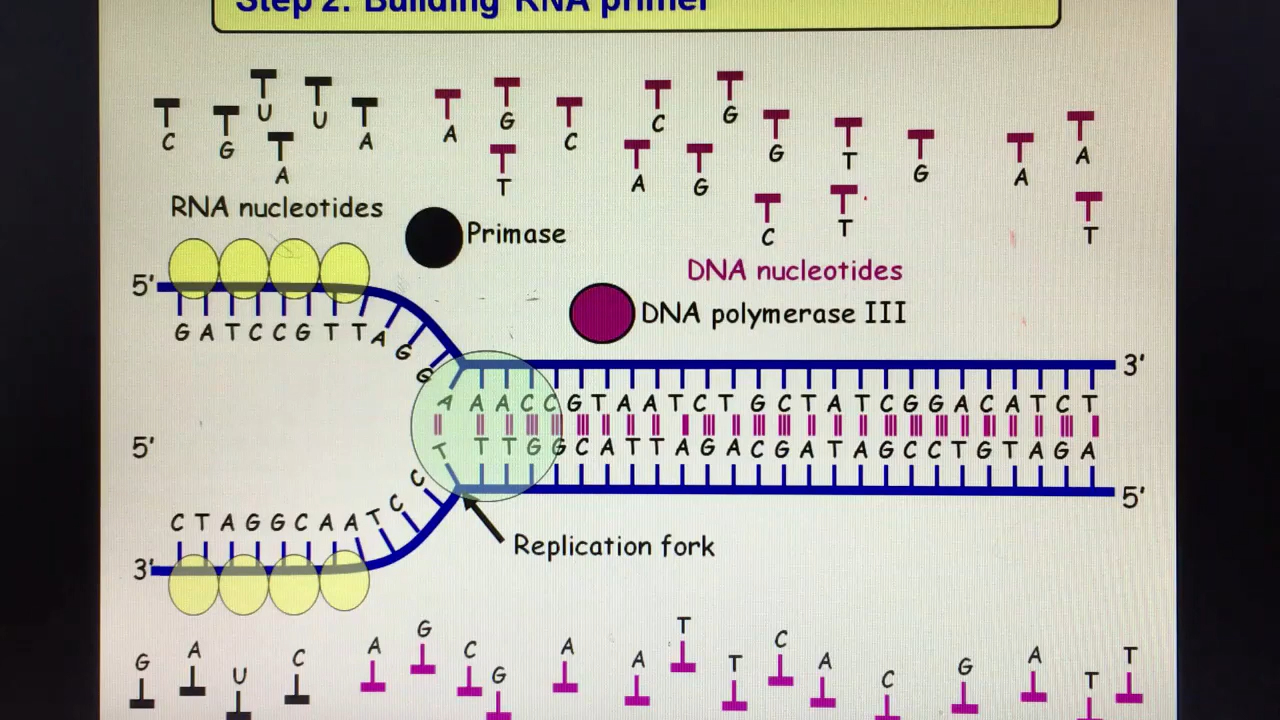 Step 2: Building RNA primer
C G U A U A A G T C A C G G C G T T G A A T
RNA nucleotides
Primase
DNA nucleotides
DNA polymerase III
5' G A T C C G T T A G G
3'
A A A C C G T A A T C T G C T A T C G G A C A T C T
5' T T T G G C A T T A G A C G A T A G C C T G T A G A
5'
C T A G G C A A T C C
Replication fork
3'
G A U C A G C G A A T T C A C G A T T